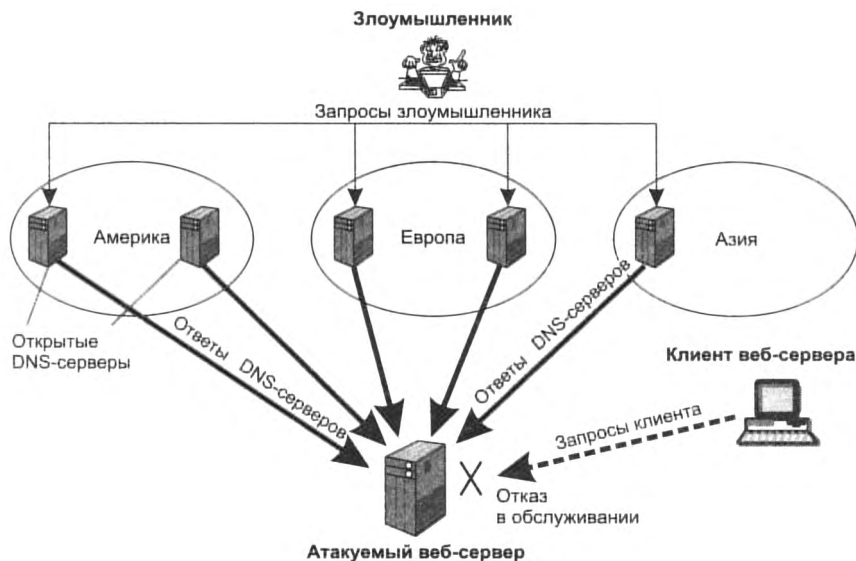 Злоумышленник
Запросы злоумышленника
Америка
Европа
Азия
Открытые
DNS-серверы
Ответы DNS-серверов
Ответы DNS-серверов
Клиент веб-сервера
Запросы клиента
Отказ
в обслуживании
Атакуемый веб-сервер